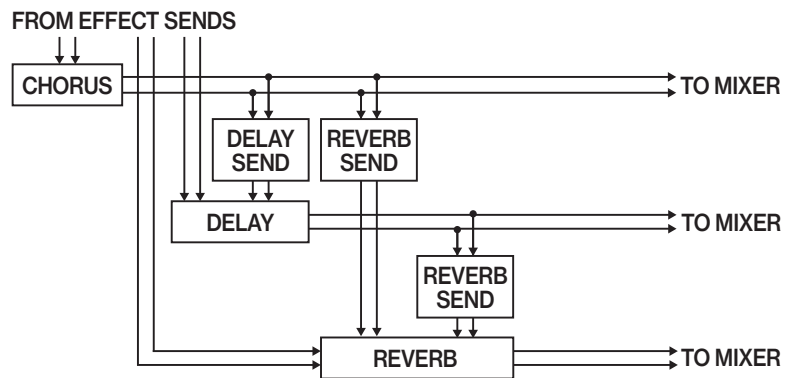 FROM EFFECT SENDS
CHORUS
TO MIXER
DELAY
SEND
REVERB
SEND
DELAY
TO MIXER
REVERB
SEND
REVERB
TO MIXER